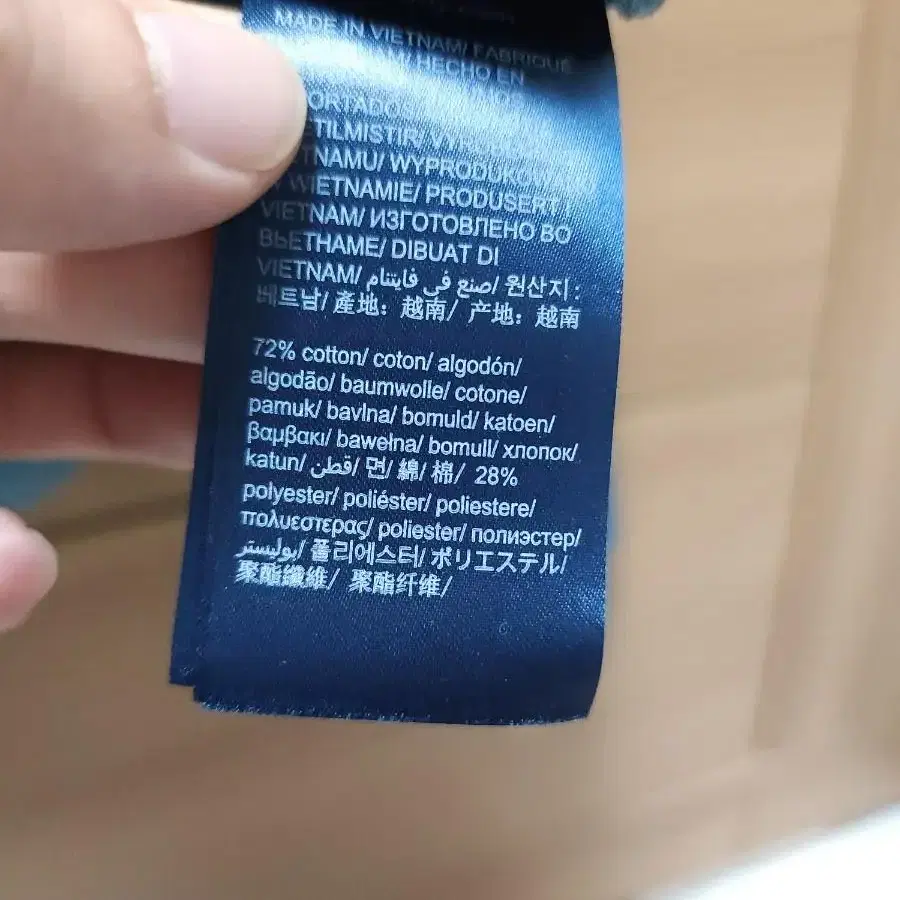 MADE IN VIETNAM/ FABRIQUÉ
HECHO EN
TILMISTIR/
WYPRODUKOWANO
WIETNAMIE/ PRODUSERT I
VIETNAM/ ИЗГОТОВЛЕНО ВО
ВЬЕТНАМЕ/ DIBUAT DI
VIETNAM/ صنع في فايتنام/ 원산지:
베트남/ 產地: 越南/ 产地: 越南
72% cotton/ coton/ algodón/
algodão/ baumwolle/ cotone/
pamuk/ bavlna/ bomuld/ katoen/
βαμβακι/ bawełna/ bomull/ хлопок/
katun/ قطن/ 면/ 綿/ 棉/ 28%
polyester/ poliéster/ poliestere/
πολυεστερας/ poliester/ полиэстер/
بوليستر/ 폴리에스터/ ポリエステル/
聚酯纖維/ 聚酯纤维/